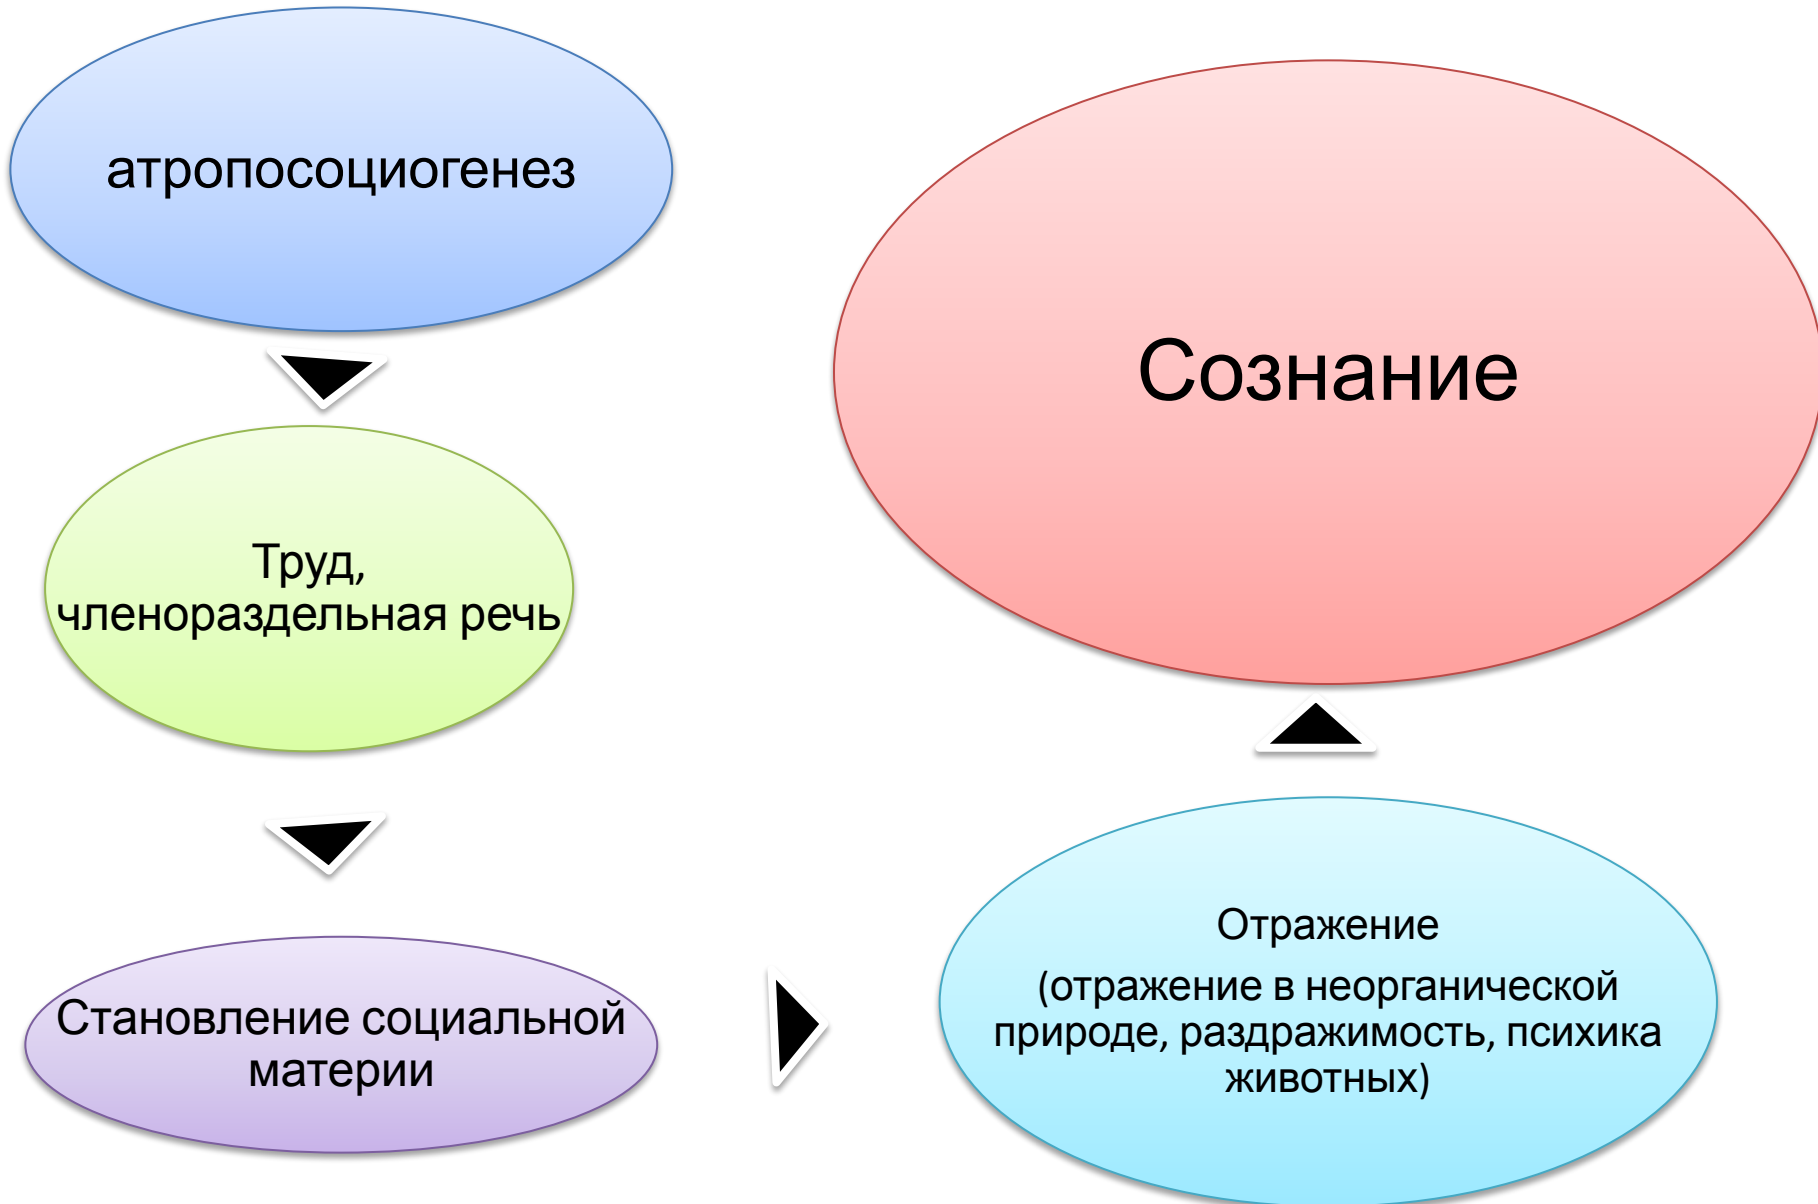 атропосоциогенез
Труд,
членораздельная речь
Становление социальной
материи
Отражение
(отражение в неорганической
природе, раздражимость, психика
животных)
Сознание